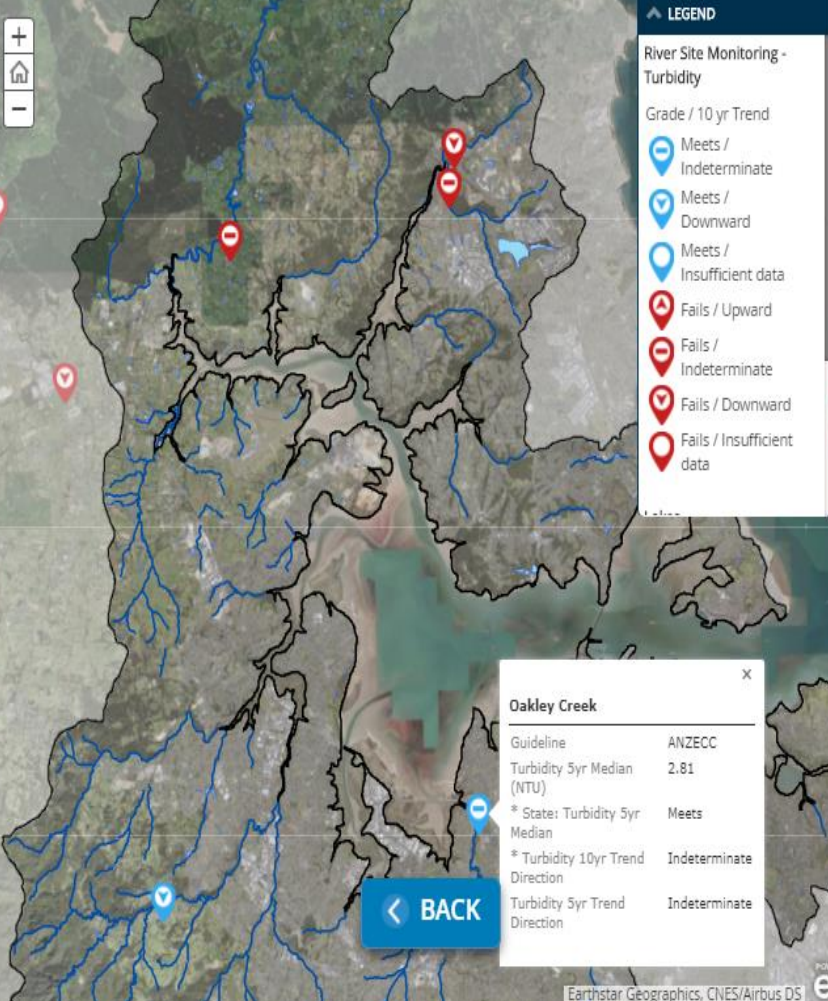 +
−
LEGEND
River Site Monitoring -
Turbidity
Grade / 10 yr Trend
Meets /
Indeterminate
Meets /
Downward
Meets /
Insufficient data
Fails / Upward
Fails /
Indeterminate
Fails / Downward
Fails / Insufficient
data
×
Oakley Creek
Guideline ANZECC
Turbidity 5yr Median 2.81
(NTU)
* State: Turbidity 5yr Meets
Median
* Turbidity 10yr Trend Indeterminate
Direction
Turbidity 5yr Trend Indeterminate
Direction
BACK
Earthstar Geographics, CNES/Airbus DS